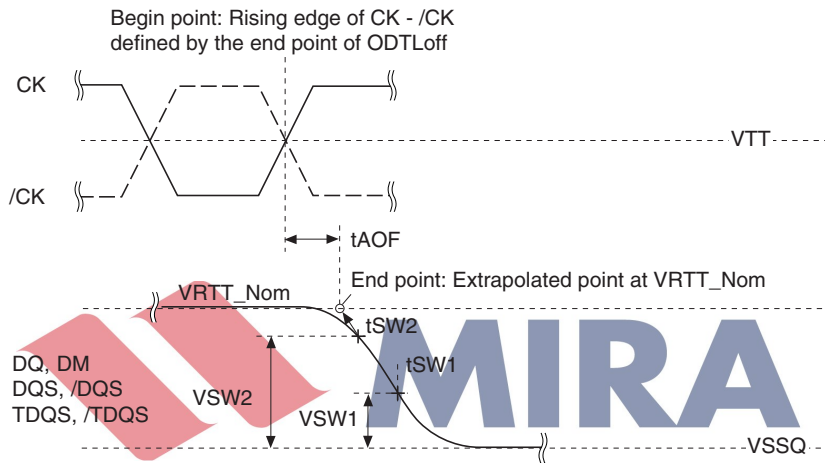 Begin point: Rising edge of CK - /CK
defined by the end point of ODTLoff
CK
VTT
/CK
tAOF
End point: Extrapolated point at VRTT_Nom
VRTT_Nom
tSW2
tSW1
DQ, DM
DQS, /DQS
TDQS, /TDQS
VSW2
VSW1
VSSQ
MIRA